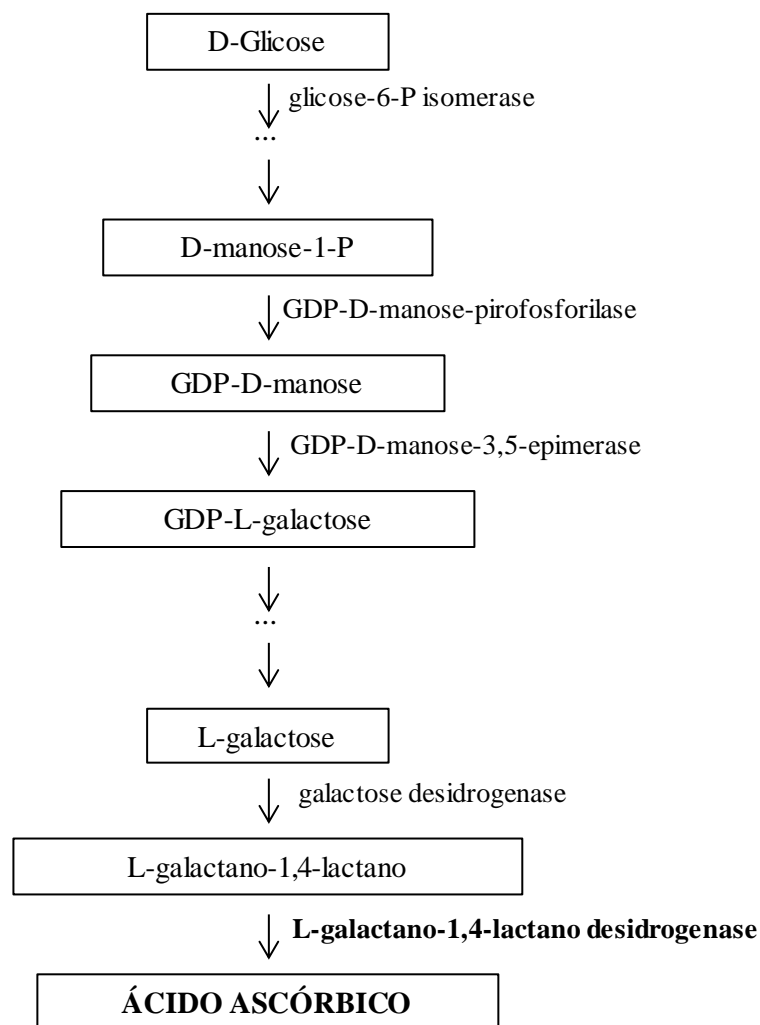 D-Glicose
glicose-6-P isomerase
...
D-manose-1-P
GDP-D-manose-pirofosforilase
GDP-D-manose
GDP-D-manose-3,5-epimerase
GDP-L-galactose
...
L-galactose
galactose desidrogenase
L-galactano-1,4-lactano
L-galactano-1,4-lactano desidrogenase
ÁCIDO ASCÓRBICO